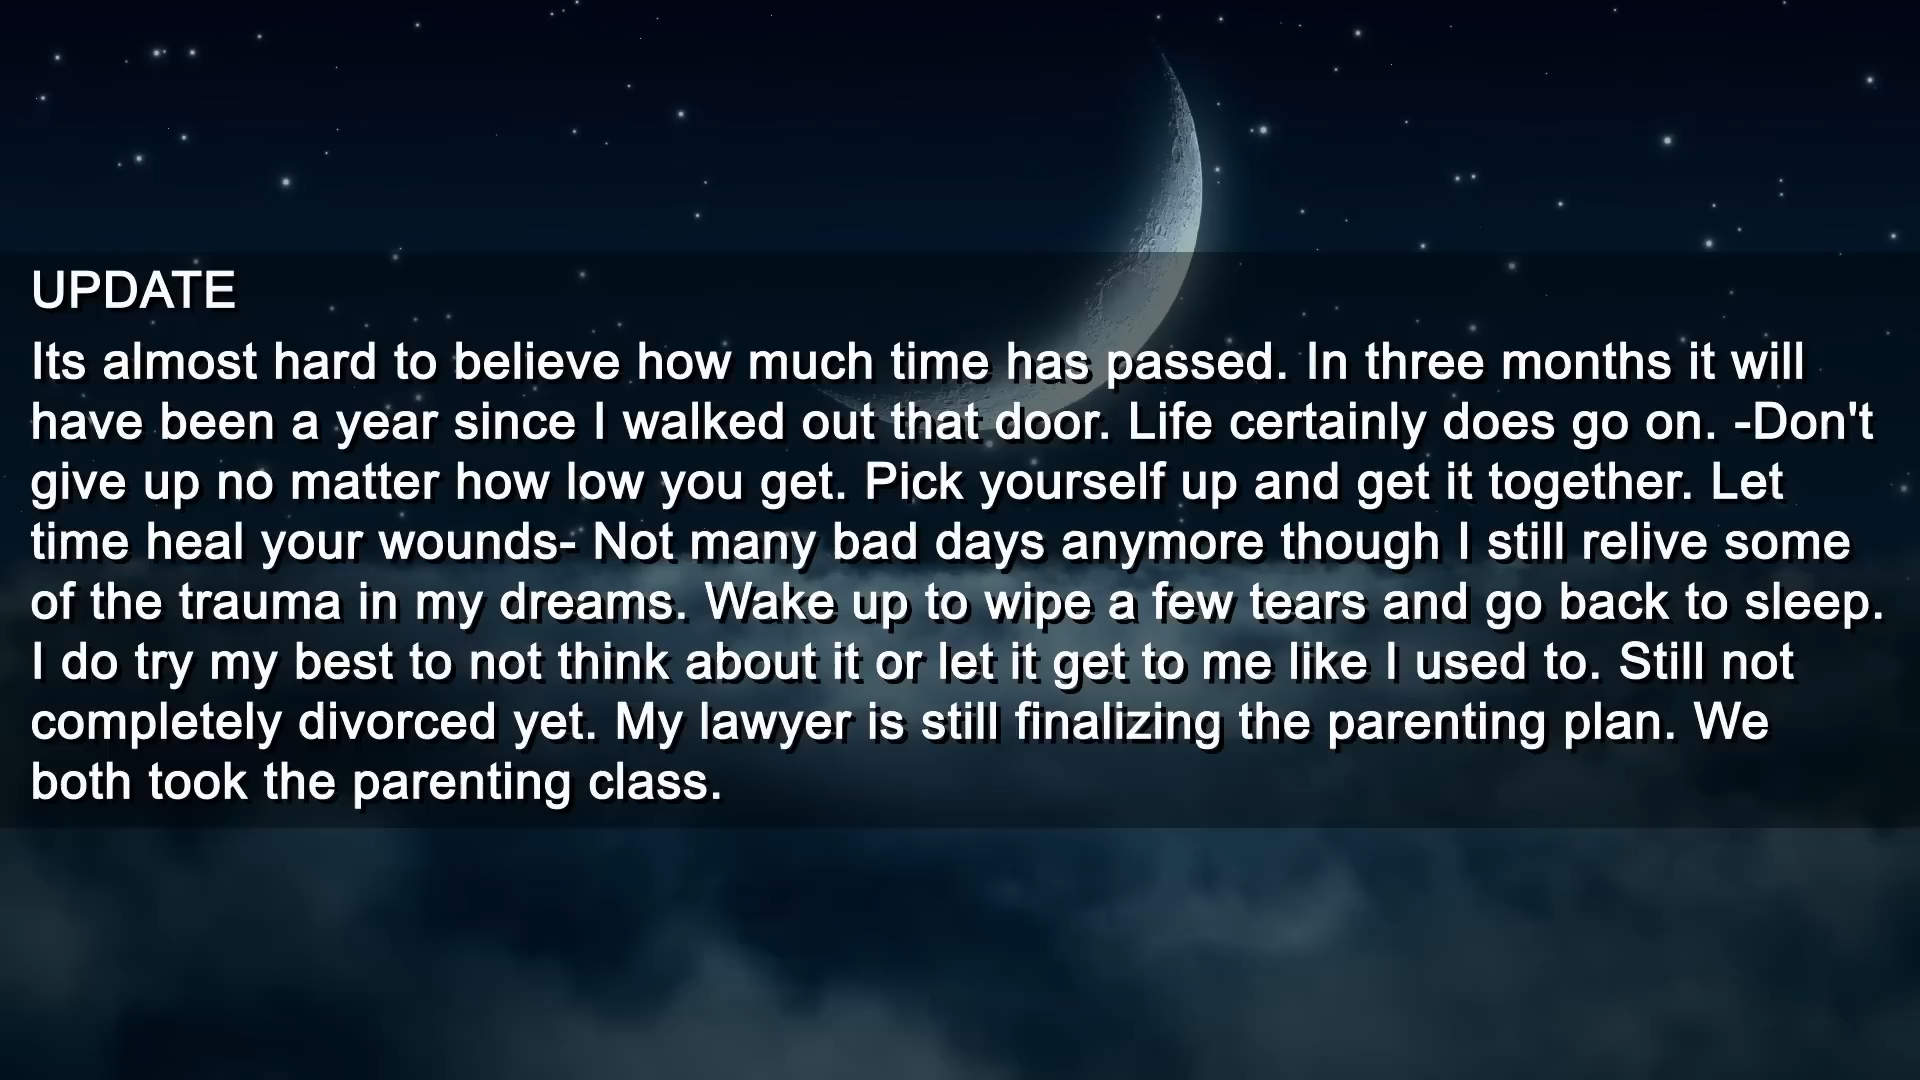 UPDATE
Its almost hard to believe how much time has passed. In three months it will
have been a year since I walked out that door. Life certainly does go on. -Don't
give up no matter how low you get. Pick yourself up and get it together. Let
time heal your wounds- Not many bad days anymore though I still relive some
of the trauma in my dreams. Wake up to wipe a few tears and go back to sleep.
I do try my best to not think about it or let it get to me like I used to. Still not
completely divorced yet. My lawyer is still finalizing the parenting plan. We
both took the parenting class.